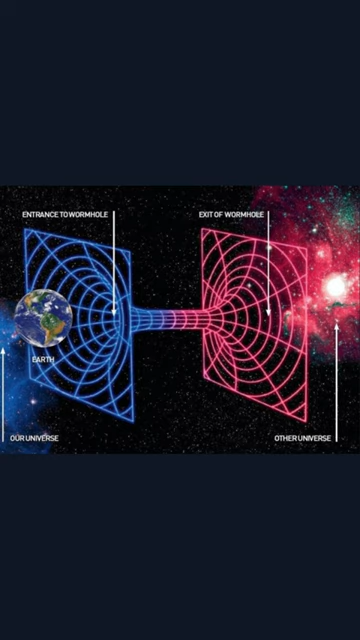 ENTRANCE TO WORMHOLE
EXIT OF WORMHOLE
EARTH
OUR UNIVERSE
OTHER UNIVERSE